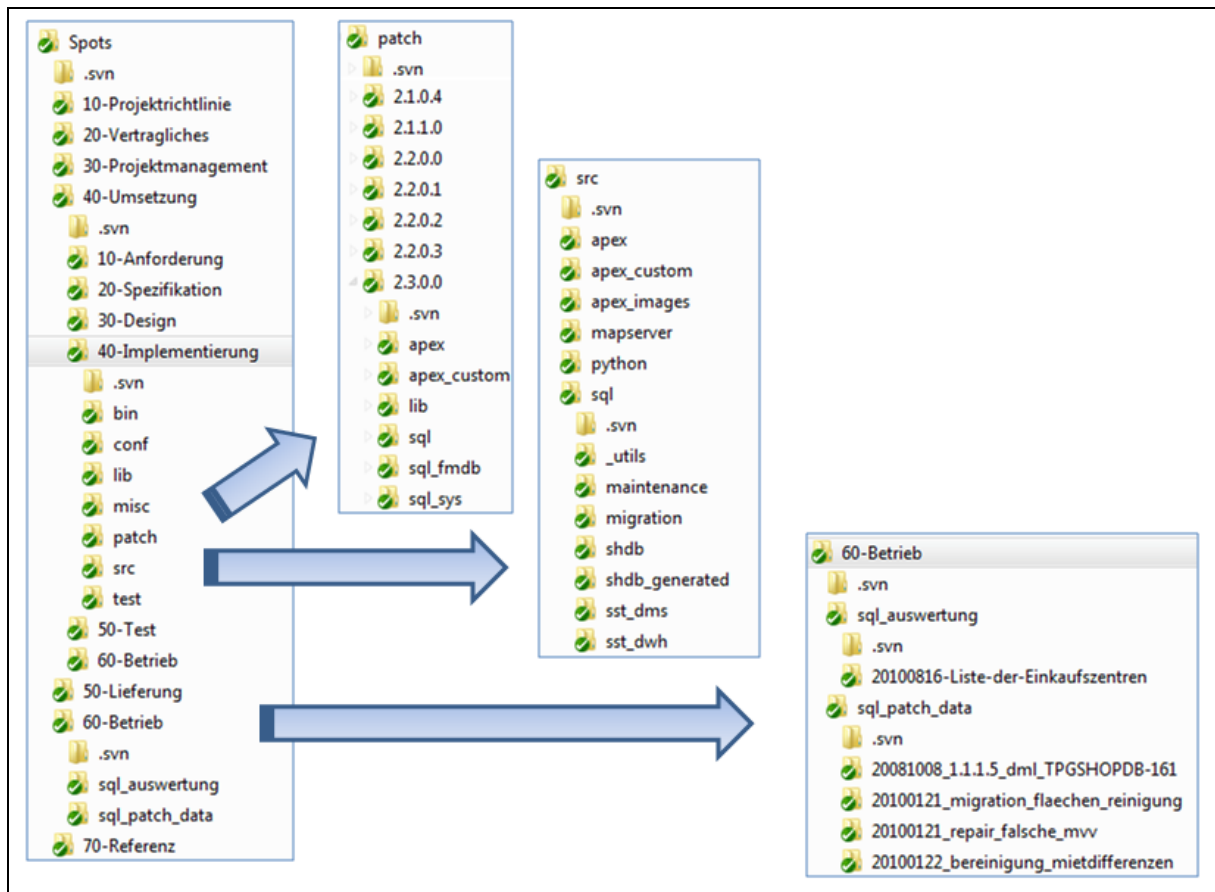 Spots
.svn
10-Projektrichtlinie
20-Vertragliches
30-Projektmanagement
40-Umsetzung
.svn
10-Anforderung
20-Spezifikation
30-Design
40-Implementierung
.svn
bin
conf
lib
misc
patch
src
test
50-Test
60-Betrieb
50-Lieferung
60-Betrieb
.svn
sql_auswertung
sql_patch_data
70-Referenz
patch
.svn
2.1.0.4
2.1.1.0
2.2.0.0
2.2.0.1
2.2.0.2
2.2.0.3
2.3.0.0
.svn
apex
apex_custom
lib
sql
sql_fmdb
sql_sys
src
.svn
apex
apex_custom
apex_images
mapserver
python
sql
.svn
_utils
maintenance
migration
shdb
shdb_generated
sst_dms
sst_dwh
60-Betrieb
.svn
sql_auswertung
.svn
20100816-Liste-der-Einkaufszentren
sql_patch_data
.svn
20081008_1.1.1.5_dml_TPGSHOPDB-161
20100121_migration_flaechen_reinigung
20100121_repair_falsche_mvv
20100122_bereinigung_mietdifferenzen